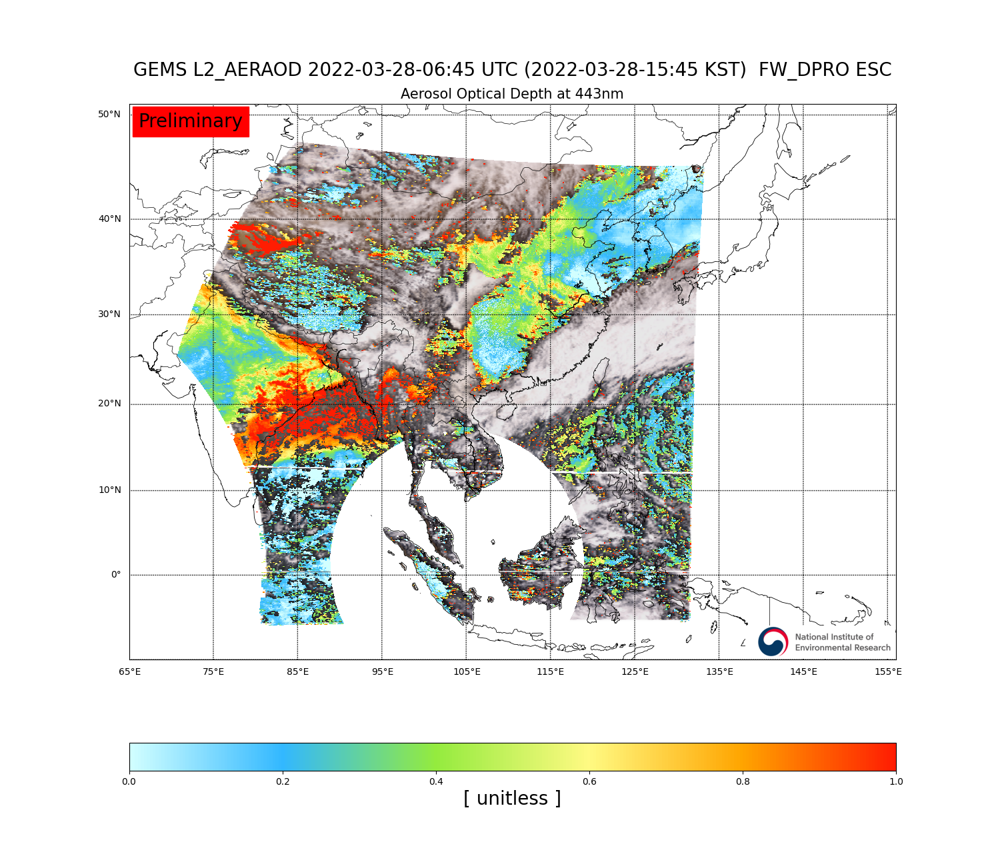 GEMS L2_AERAOD 2022-03-28-06:45 UTC (2022-03-28-15:45 KST)  FW_DPRO ESC
Aerosol Optical Depth at 443nm
50°N
Preliminary
40°N
30°N
20°N
10°N
0°
National Institute of
Environmental Research
65°E 75°E 85°E 95°E 105°E 115°E 125°E 135°E 145°E 155°E
0.0 0.2 0.4 0.6 0.8 1.0
[ unitless ]